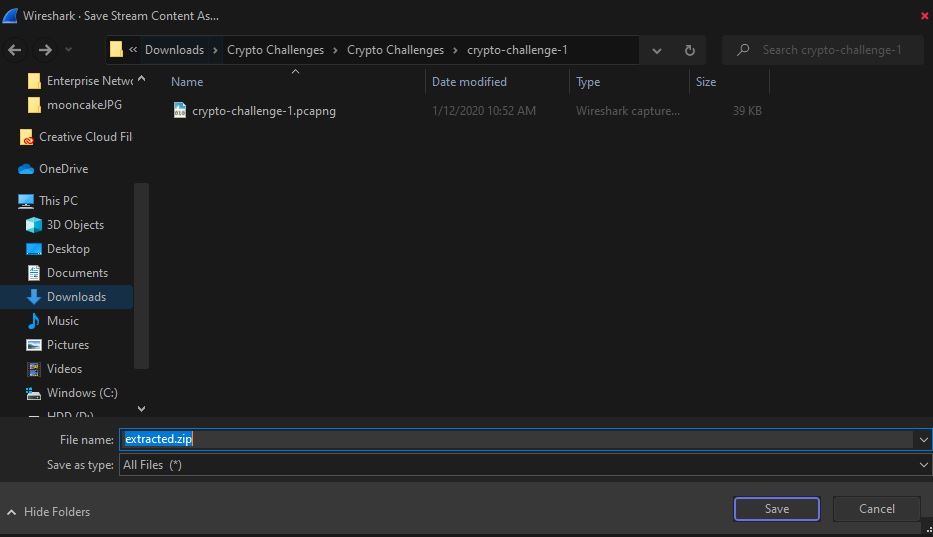 Wireshark · Save Stream Content As...
« Downloads > Crypto Challenges > Crypto Challenges > crypto-challenge-1
Search crypto-challenge-1
Enterprise Netwo
mooncakeJPG
Creative Cloud Fil
OneDrive
This PC
3D Objects
Desktop
Documents
Downloads
Music
Pictures
Videos
Windows (C:)
HDD (D:)
Name Date modified Type Size
crypto-challenge-1.pcapng 1/12/2020 10:52 AM Wireshark capture... 39 KB
File name: extracted.zip
Save as type: All Files (*)
Hide Folders
Save Cancel